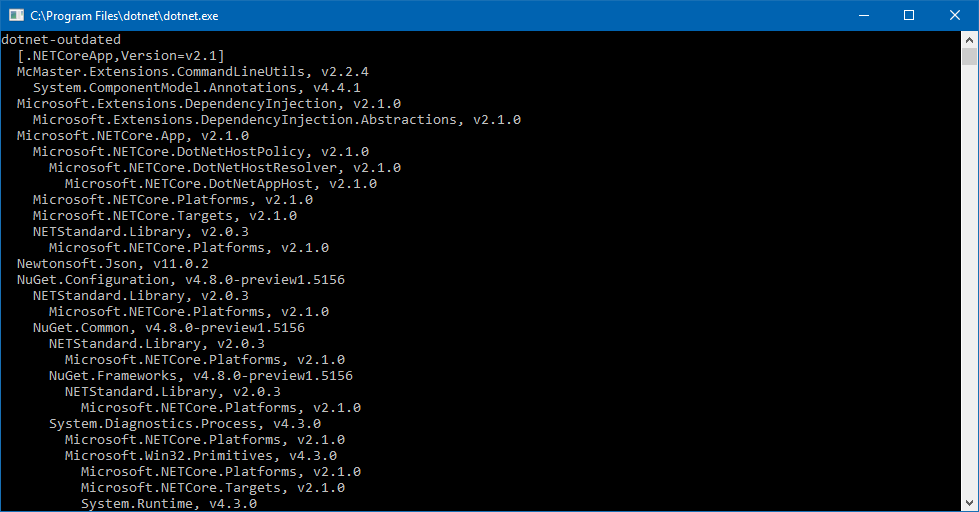 C:\Program Files\dotnet\dotnet.exe
dotnet-outdated
  [.NETCoreApp,Version=v2.1]
  McMaster.Extensions.CommandLineUtils, v2.2.4
    System.ComponentModel.Annotations, v4.4.1
  Microsoft.Extensions.DependencyInjection, v2.1.0
    Microsoft.Extensions.DependencyInjection.Abstractions, v2.1.0
  Microsoft.NETCore.App, v2.1.0
    Microsoft.NETCore.DotNetHostPolicy, v2.1.0
      Microsoft.NETCore.DotNetHostResolver, v2.1.0
        Microsoft.NETCore.DotNetAppHost, v2.1.0
    Microsoft.NETCore.Platforms, v2.1.0
    Microsoft.NETCore.Targets, v2.1.0
    NETStandard.Library, v2.0.3
      Microsoft.NETCore.Platforms, v2.1.0
  Newtonsoft.Json, v11.0.2
  NuGet.Configuration, v4.8.0-preview1.5156
    NETStandard.Library, v2.0.3
      Microsoft.NETCore.Platforms, v2.1.0
    NuGet.Common, v4.8.0-preview1.5156
      NETStandard.Library, v2.0.3
        Microsoft.NETCore.Platforms, v2.1.0
      NuGet.Frameworks, v4.8.0-preview1.5156
        NETStandard.Library, v2.0.3
          Microsoft.NETCore.Platforms, v2.1.0
      System.Diagnostics.Process, v4.3.0
        Microsoft.NETCore.Platforms, v2.1.0
        Microsoft.Win32.Primitives, v4.3.0
          Microsoft.NETCore.Platforms, v2.1.0
          Microsoft.NETCore.Targets, v2.1.0
          System.Runtime, v4.3.0